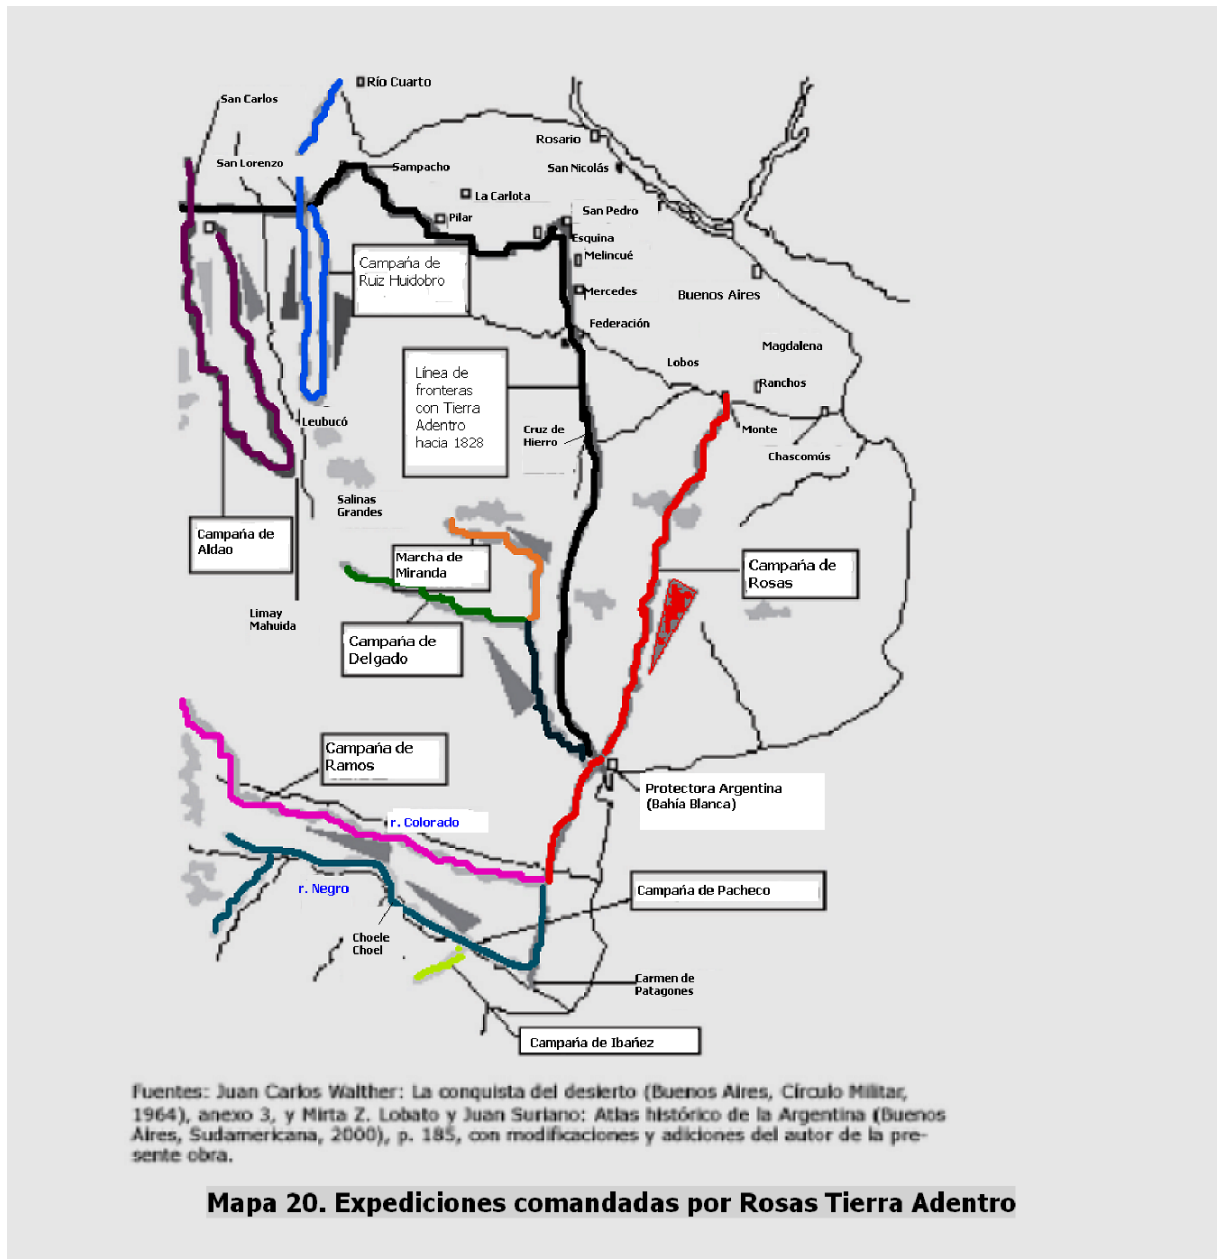 Río Cuarto
San Carlos
Rosario
San Lorenzo
Sampacho
San Nicolás
La Carlota
San Pedro
Pilar
Esquina
Melincué
Campaña de
Ruiz Huidobro
Mercedes
Buenos Aires
Federación
Magdalena
Lobos
Línea de
fronteras
con Tierra
Adentro
hacia 1828
Ranchos
Leubucó
Cruz de
Hierro
Monte
Chascomús
Salinas
Grandes
Campaña de
Aldao
Marcha de
Miranda
Campaña de
Rosas
Limay
Mahuida
Campaña de
Delgado
Campaña de
Ramos
Protectora Argentina
(Bahía Blanca)
r. Colorado
r. Negro
Campaña de Pacheco
Choele
Choel
Carmen de
Patagones
Campaña de Ibañez
Fuentes: Juan Carlos Walther: La conquista del desierto (Buenos Aires, Círculo Militar,
1964), anexo 3, y Mirta Z. Lobato y Juan Suriano: Atlas histórico de la Argentina (Buenos
Aires, Sudamericana, 2000), p. 185, con modificaciones y adiciones del autor de la pre-
sente obra.
Mapa 20. Expediciones comandadas por Rosas Tierra Adentro